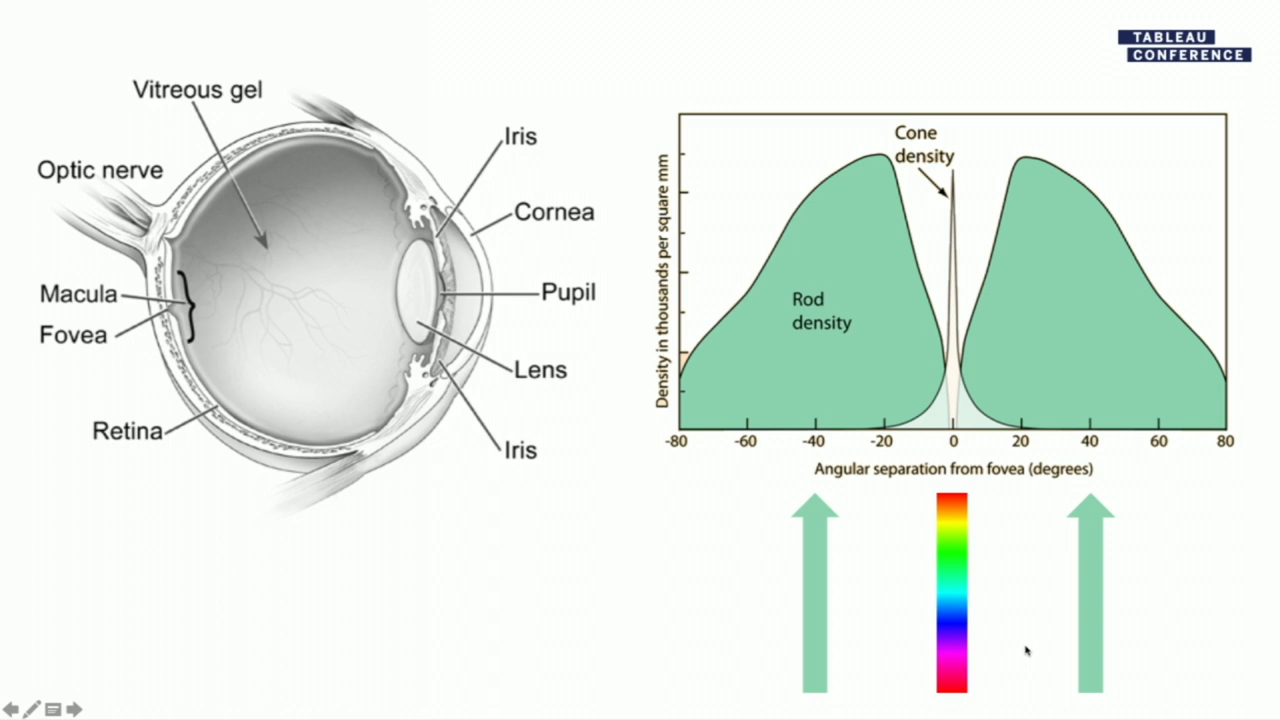 TABLEAU
CONFERENCE
Vitreous gel
Optic nerve
Macula
Fovea
Retina
Iris
Cornea
Pupil
Lens
Iris
Cone
density
Rod
density
Density in thousands per square mm
-80 -60 -40 -20 0 20 40 60 80
Angular separation from fovea (degrees)